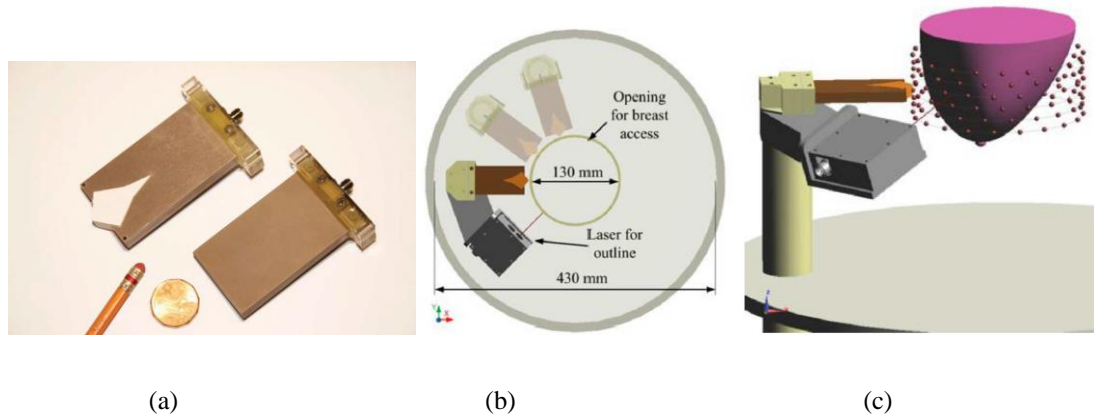 Opening
for breast
access
130 mm
Laser for
outline
430 mm
Y
X
(a)
(b)
(c)